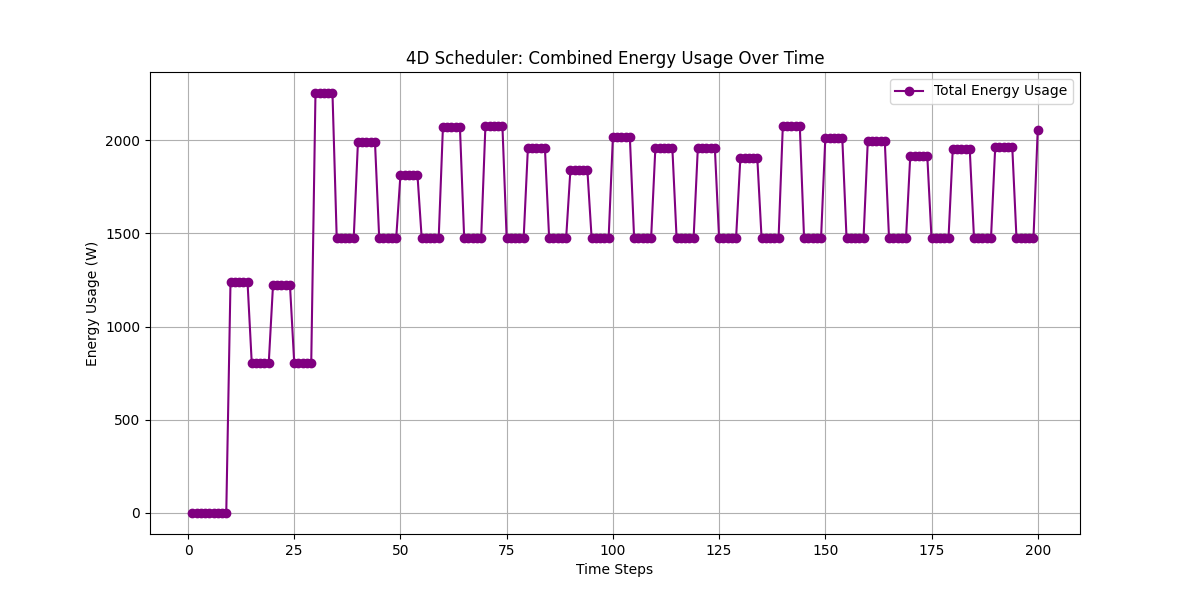 4D Scheduler: Combined Energy Usage Over Time
Total Energy Usage
Energy Usage (W)
2000
1500
1000
500
0
0 25 50 75 100 125 150 175 200
Time Steps